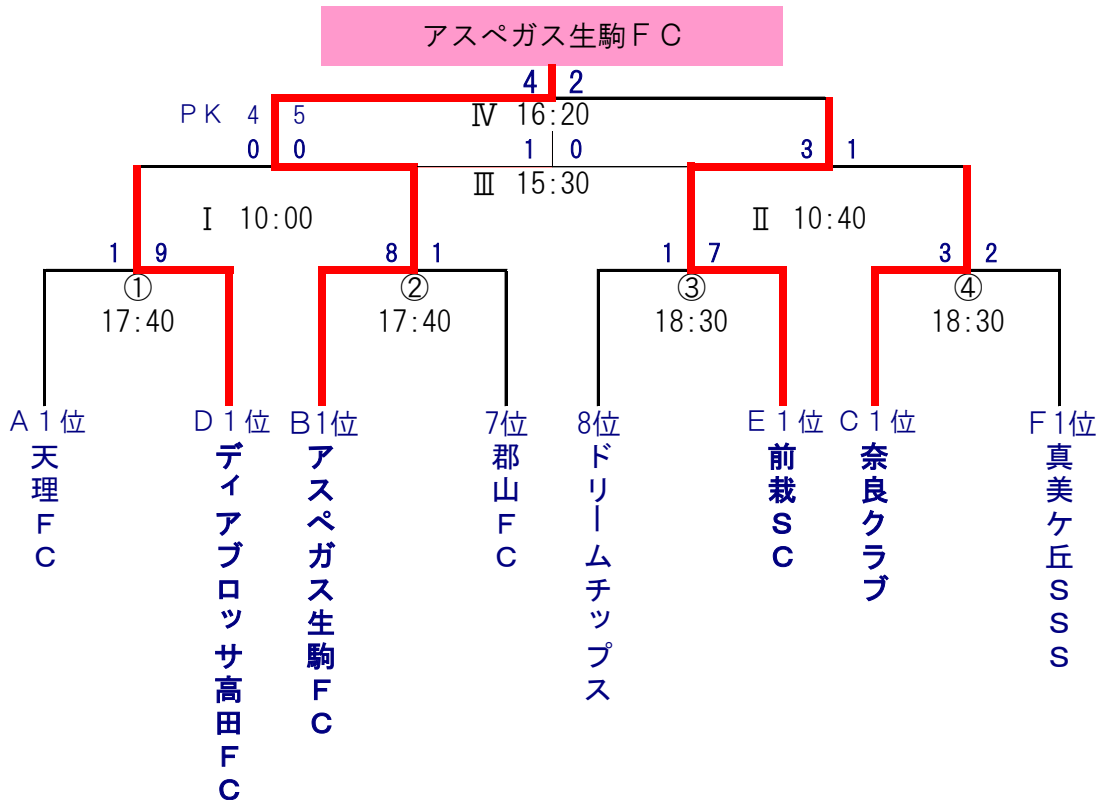 アスペガス生駒ＦＣ
4 2
ＰＫ 4 5
Ⅳ 16:20
0 0
1 0
3 1
Ⅲ 15:30
Ⅰ 10:00
Ⅱ 10:40
1 9
8 1
1 7
3 2
① ② ③ ④
17:40 17:40 18:30 18:30
Ａ１位 Ｄ１位 Ｂ1位 7位 8位 Ｅ１位 Ｃ１位 Ｆ1位
天理ＦＣ
ディアブロッサ高田ＦＣ
アスペガス生駒ＦＣ
郡山ＦＣ
ドリームチップス
前栽ＳＣ
奈良クラブ
真美ケ丘ＳＳＳ